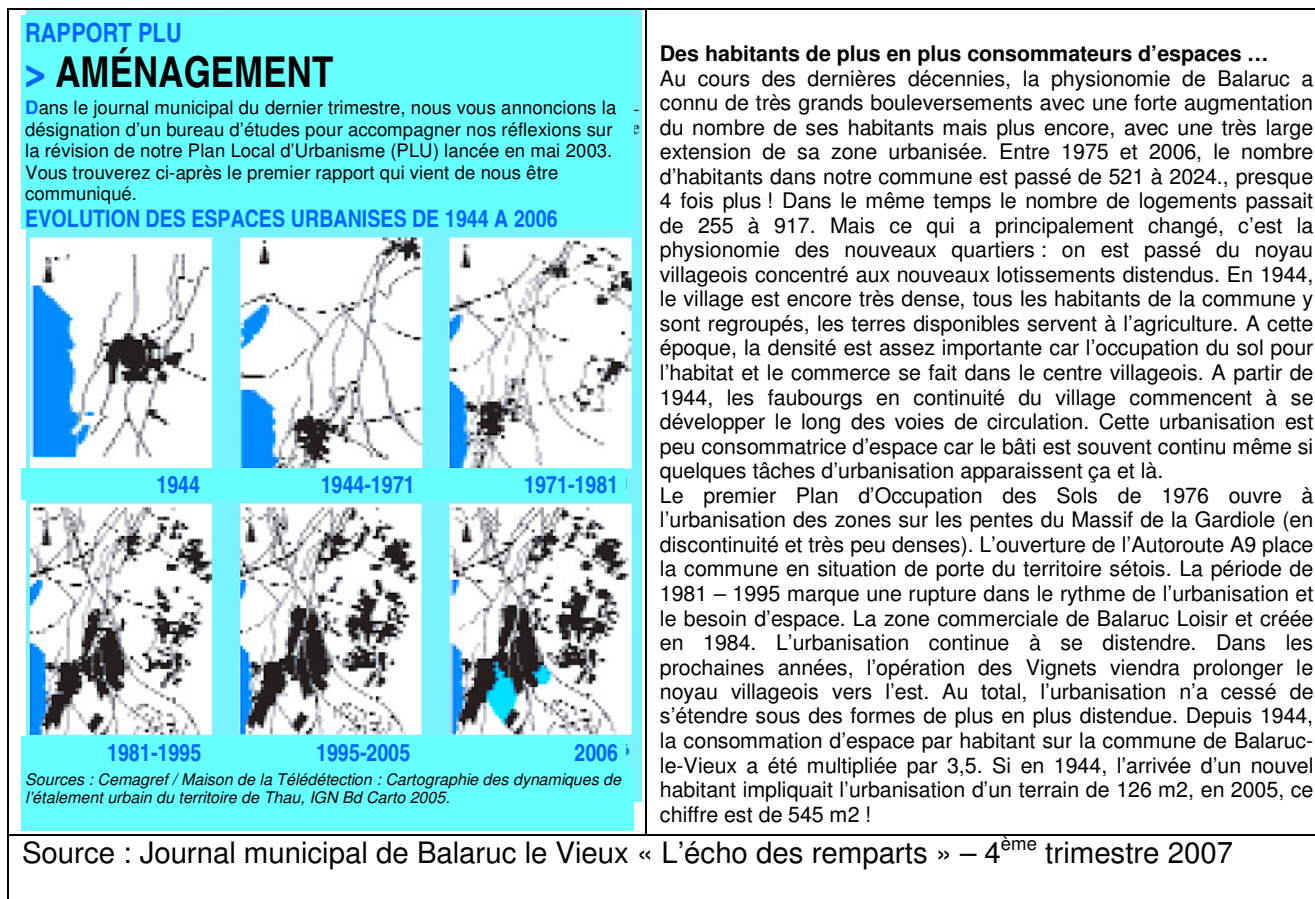 RAPPORT PLU
> AMÉNAGEMENT
Dans le journal municipal du dernier trimestre, nous vous annoncions la
désignation d'un bureau d'études pour accompagner nos réflexions sur
la révision de notre Plan Local d'Urbanisme (PLU) lancée en mai 2003.
Vous trouverez ci-après le premier rapport qui vient de nous être
communiqué.
EVOLUTION DES ESPACES URBANISES DE 1944 A 2006
1944 1944-1971 1971-1981
1981-1995 1995-2005 2006
Sources : Cemagref / Maison de la Télédétection : Cartographie des dynamiques de
l'étalement urbain du territoire de Thau, IGN Bd Carto 2005.
Des habitants de plus en plus consommateurs d'espaces …
Au cours des dernières décennies, la physionomie de Balaruc a
connu de très grands bouleversements avec une forte augmentation
du nombre de ses habitants mais plus encore, avec une très large
extension de sa zone urbanisée. Entre 1975 et 2006, le nombre
d'habitants dans notre commune est passé de 521 à 2024., presque
4 fois plus ! Dans le même temps le nombre de logements passait
de 255 à 917. Mais ce qui a principalement changé, c'est la
physionomie des nouveaux quartiers : on est passé du noyau
villageois concentré aux nouveaux lotissements distendus. En 1944,
le village est encore très dense, tous les habitants de la commune y
sont regroupés, les terres disponibles servent à l'agriculture. A cette
époque, la densité est assez importante car l'occupation du sol pour
l'habitat et le commerce se fait dans le centre villageois. A partir de
1944, les faubourgs en continuité du village commencent à se
développer le long des voies de circulation. Cette urbanisation est
peu consommatrice d'espace car le bâti est souvent continu même si
quelques tâches d'urbanisation apparaissent ça et là.
Le premier Plan d'Occupation des Sols de 1976 ouvre à
l'urbanisation des zones sur les pentes du Massif de la Gardiole (en
discontinuité et très peu denses). L'ouverture de l'Autoroute A9 place
la commune en situation de porte du territoire sétois. La période de
1981 – 1995 marque une rupture dans le rythme de l'urbanisation et
le besoin d'espace. La zone commerciale de Balaruc Loisir et créée
en 1984. L'urbanisation continue à se distendre. Dans les
prochaines années, l'opération des Vignets viendra prolonger le
noyau villageois vers l'est. Au total, l'urbanisation n'a cessé de
s'étendre sous des formes de plus en plus distendue. Depuis 1944,
la consommation d'espace par habitant sur la commune de Balaruc-
le-Vieux a été multipliée par 3,5. Si en 1944, l'arrivée d'un nouvel
habitant impliquait l'urbanisation d'un terrain de 126 m2, en 2005, ce
chiffre est de 545 m2 !
Source : Journal municipal de Balaruc le Vieux « L'écho des remparts » – 4ème trimestre 2007